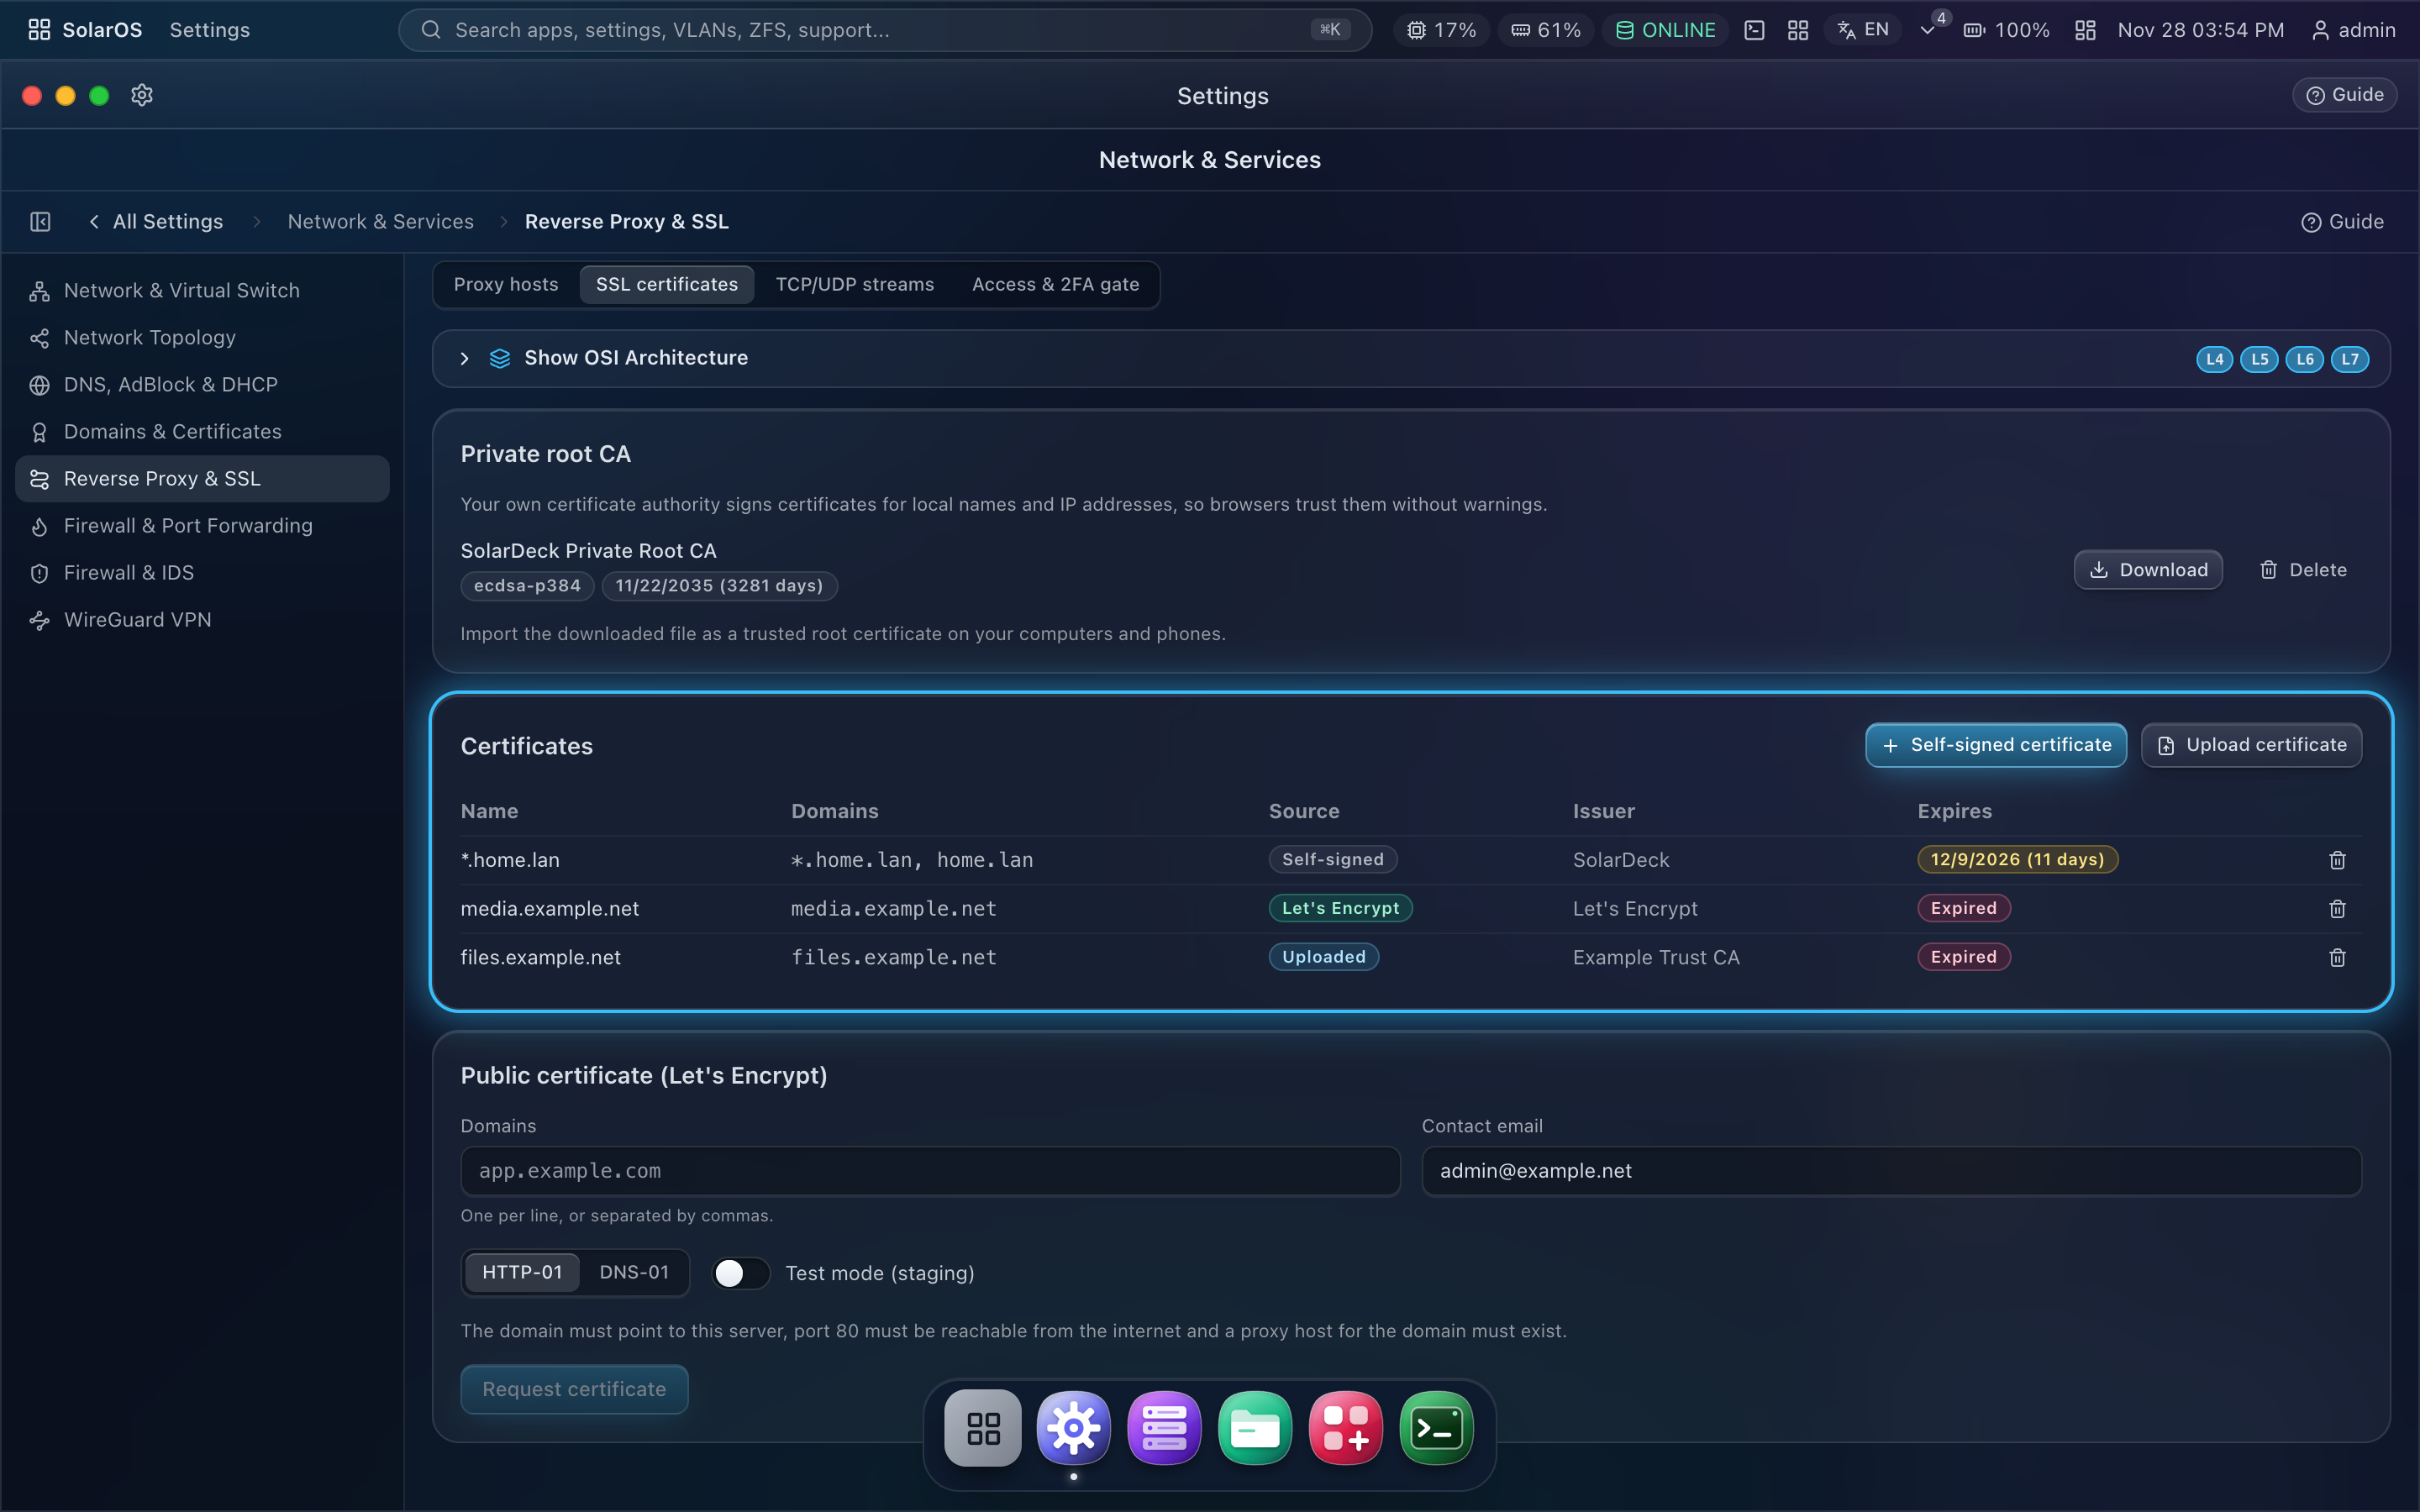 SolarOS Settings Search apps, settings, VLANs, ZFS, support... ⌘K 17% 61% ONLINE EN 4 100% Nov 28 03:54 PM admin
Settings Guide
Network & Services
All Settings Network & Services Reverse Proxy & SSL Guide
Network & Virtual Switch
Network Topology
DNS, AdBlock & DHCP
Domains & Certificates
Reverse Proxy & SSL
Firewall & Port Forwarding
Firewall & IDS
WireGuard VPN
Proxy hosts SSL certificates TCP/UDP streams Access & 2FA gate
Show OSI Architecture L4 L5 L6 L7
Private root CA
Your own certificate authority signs certificates for local names and IP addresses, so browsers trust them without warnings.
SolarDeck Private Root CA
ecdsa-p384 11/22/2035 (3281 days)
Download Delete
Import the downloaded file as a trusted root certificate on your computers and phones.
Certificates Self-signed certificate Upload certificate
Name Domains Source Issuer Expires
*.home.lan *.home.lan, home.lan Self-signed SolarDeck 12/9/2026 (11 days)
media.example.net media.example.net Let's Encrypt Let's Encrypt Expired
files.example.net files.example.net Uploaded Example Trust CA Expired
Public certificate (Let's Encrypt)
Domains Contact email
app.example.com admin@example.net
One per line, or separated by commas.
HTTP-01 DNS-01 Test mode (staging)
The domain must point to this server, port 80 must be reachable from the internet and a proxy host for the domain must exist.
Request certificate